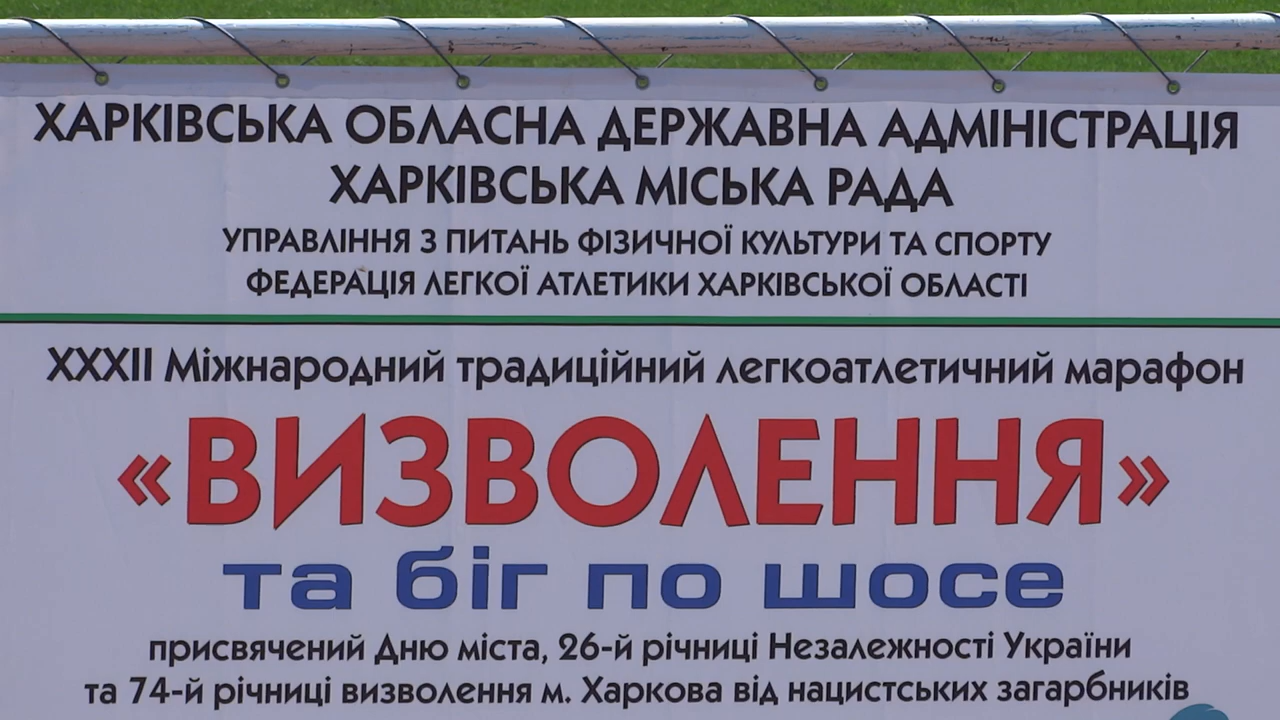 ХАРКІВСЬКА ОБЛАСНА ДЕРЖАВНА АДМІНІСТРАЦІЯ
ХАРКІВСЬКА МІСЬКА РАДА
УПРАВЛІННЯ З ПИТАНЬ ФІЗИЧНОЇ КУЛЬТУРИ ТА СПОРТУ
ФЕДЕРАЦІЯ ЛЕГКОЇ АТЛЕТИКИ ХАРКІВСЬКОЇ ОБЛАСТІ
XXXII Міжнародний традиційний легкоатлетичний марафон
«ВИЗВОЛЕННЯ»
та біг по шосе
присвячений Дню міста, 26-й річниці Незалежності України
та 74-й річниці визволення м. Харкова від нацистських загарбників